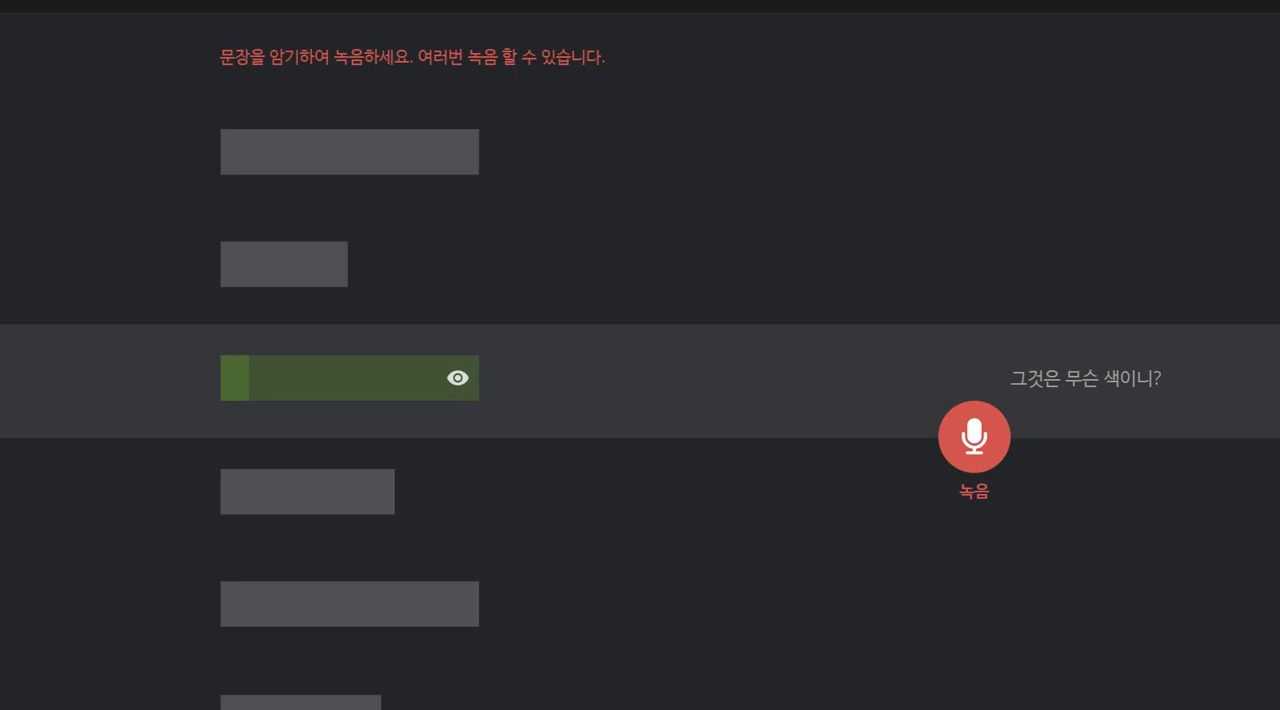 문장을 암기하여 녹음하세요. 여러번 녹음 할 수 있습니다.
그것은 무슨 색이니?
녹음